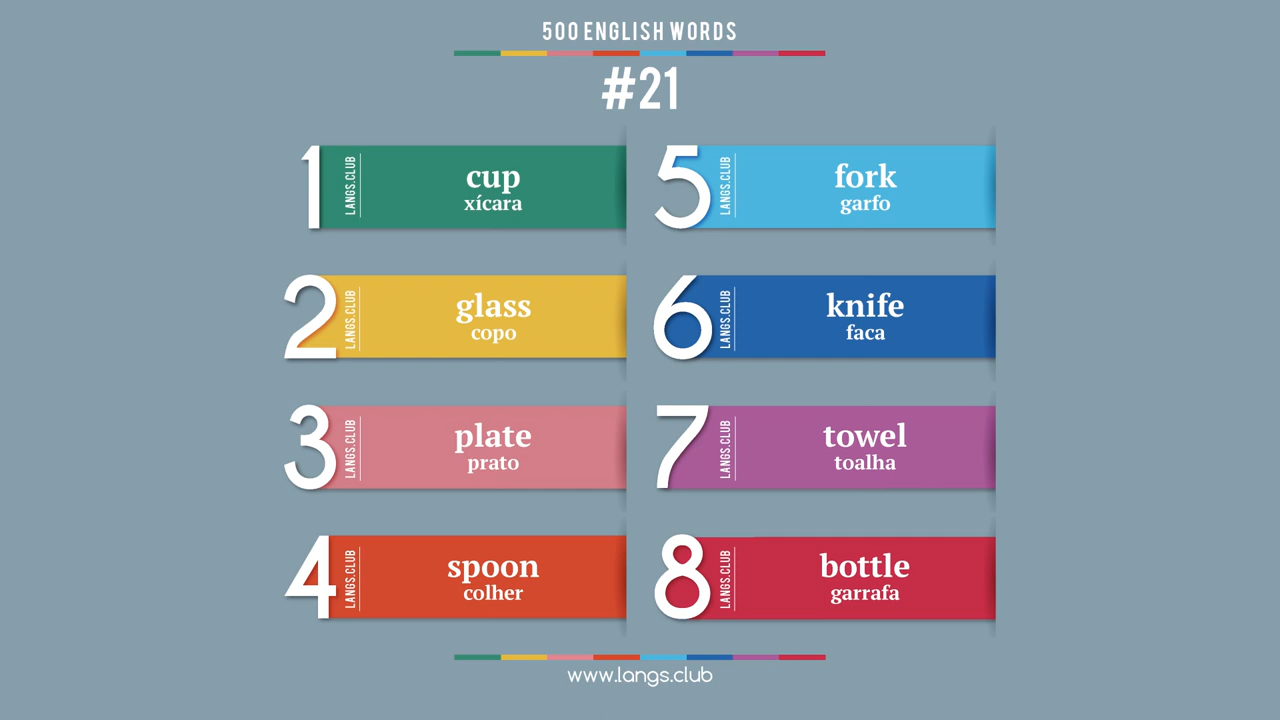 500 ENGLISH WORDS
#21
1
LANGS.CLUB
cup
xícara
2
LANGS.CLUB
glass
copo
3
LANGS.CLUB
plate
prato
4
LANGS.CLUB
spoon
colher
5
LANGS.CLUB
fork
garfo
6
LANGS.CLUB
knife
faca
7
LANGS.CLUB
towel
toalha
8
LANGS.CLUB
bottle
garrafa
www.langs.club